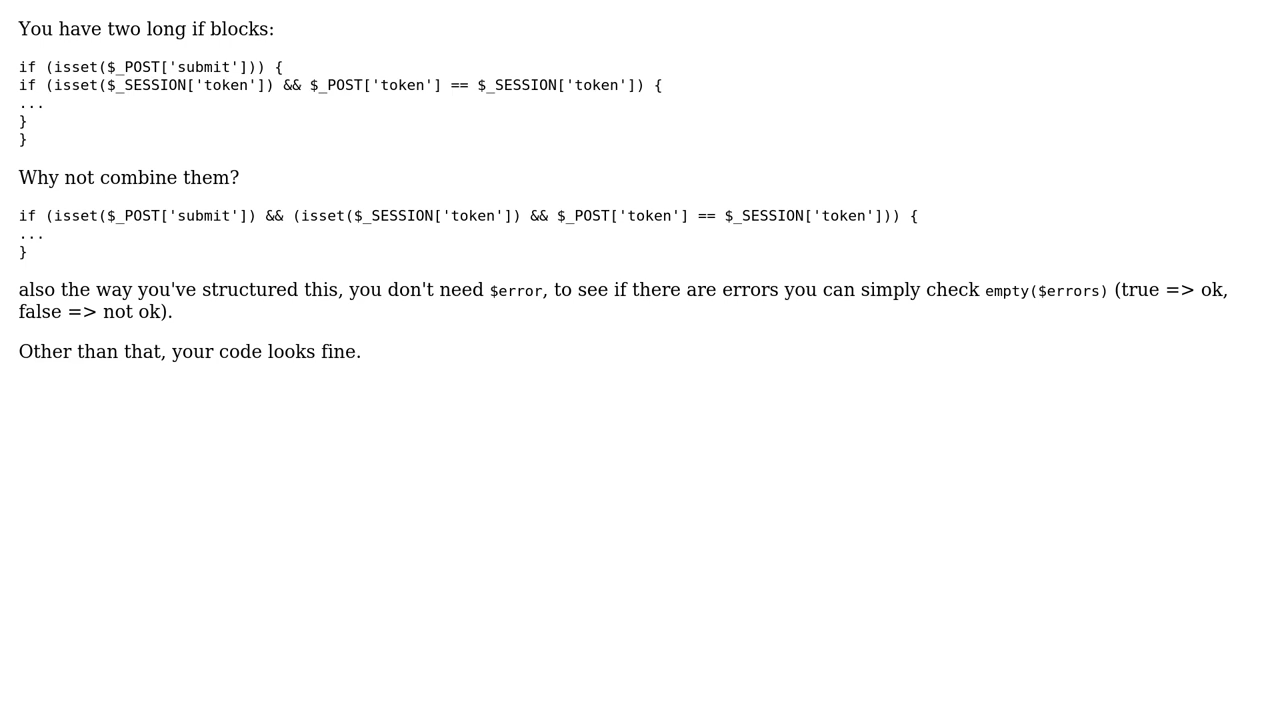 You have two long if blocks:
if (isset($_POST['submit'])) {
if (isset($_SESSION['token']) && $_POST['token'] == $_SESSION['token']) {
...
}
}
Why not combine them?
if (isset($_POST['submit']) && (isset($_SESSION['token']) && $_POST['token'] == $_SESSION['token'])) {
...
}
also the way you've structured this, you don't need $error, to see if there are errors you can simply check empty($errors) (true => ok,
false => not ok).
Other than that, your code looks fine.